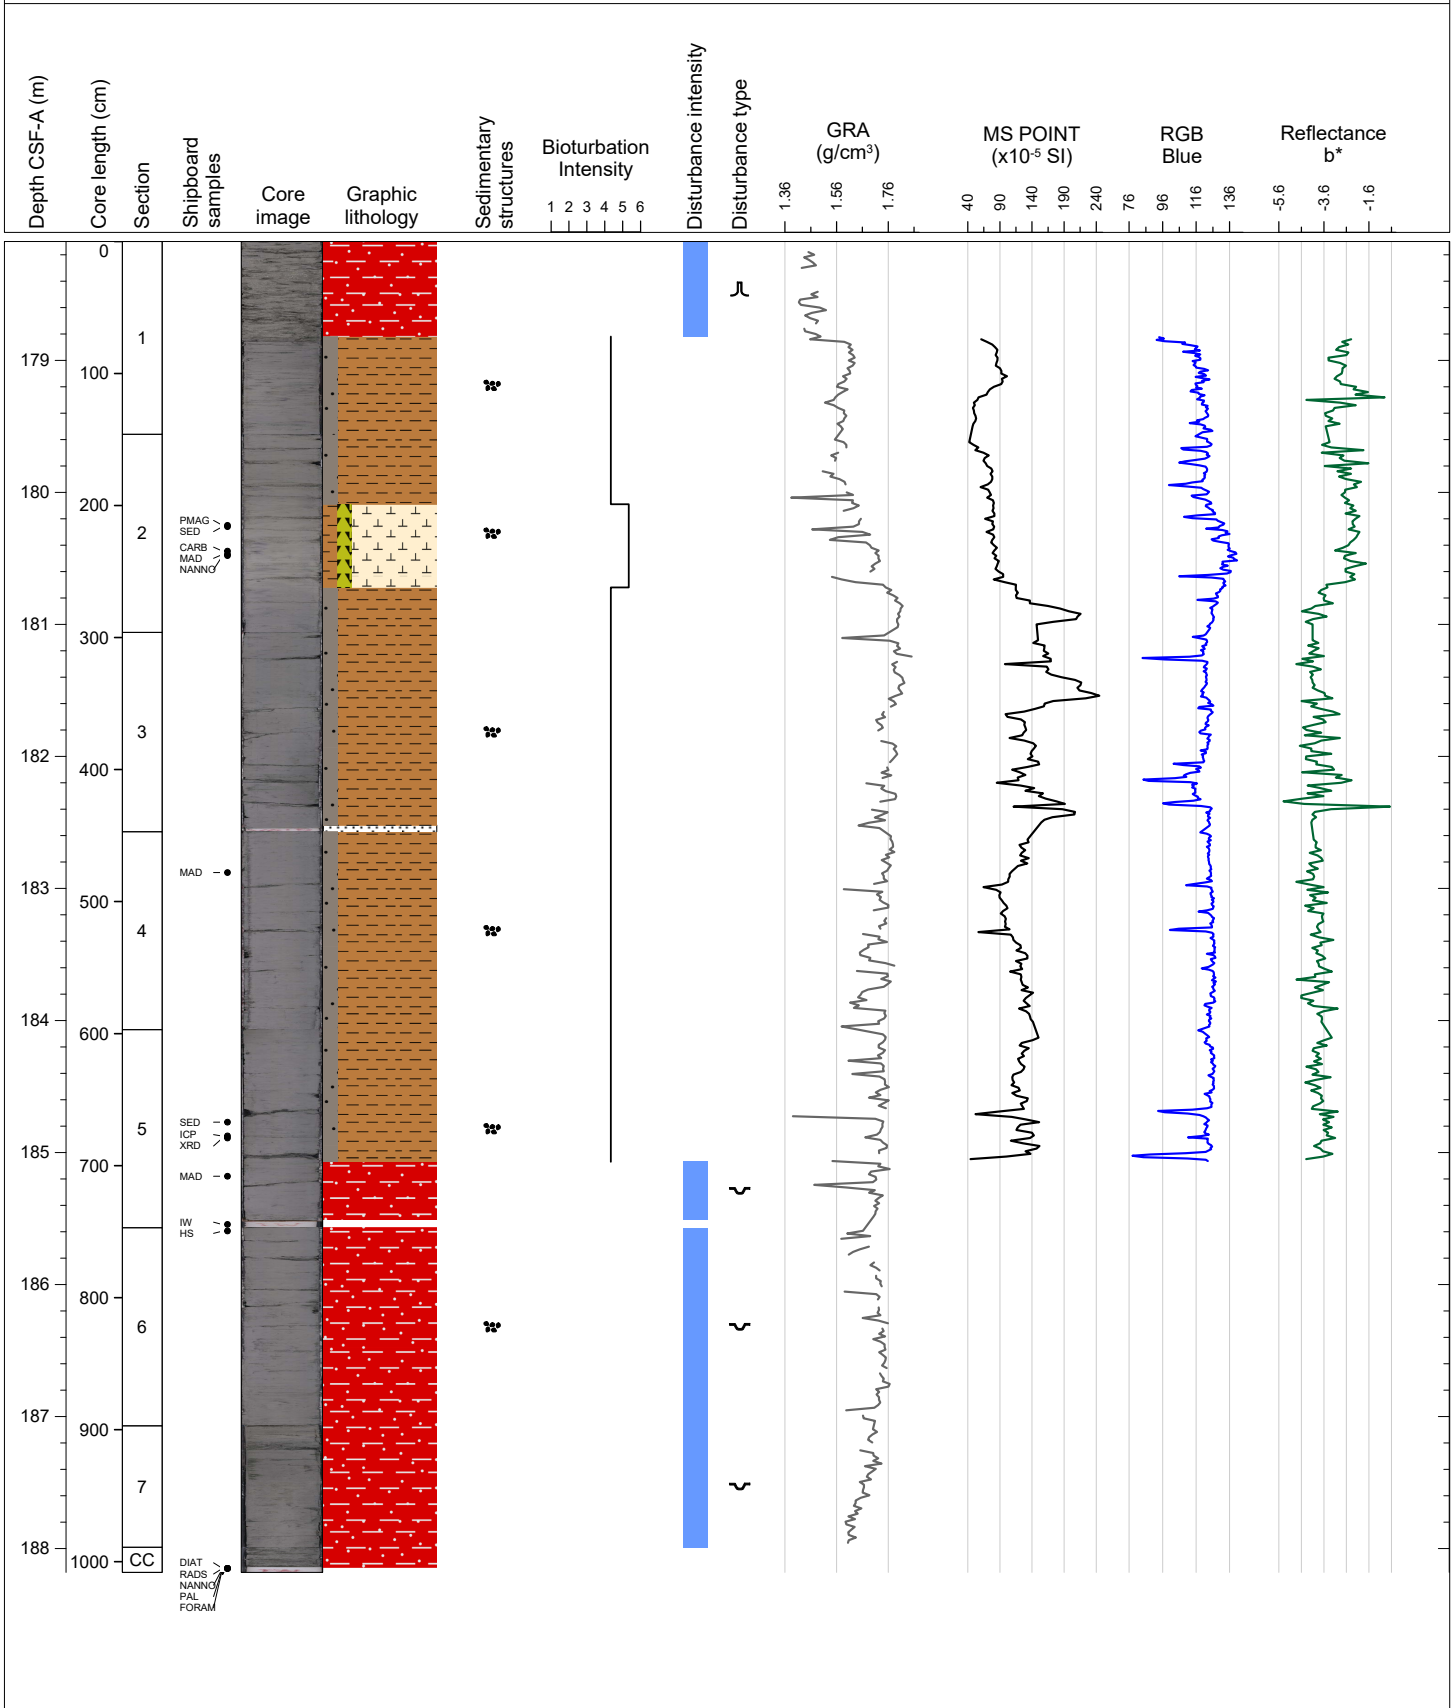 Depth CSF-A (m)
Core length (cm)
Section
Shipboard
samples
Core
image
Graphic
lithology
Sedimentary
structures
Bioturbation
Intensity
1 2 3 4 5 6
Disturbance intensity
Disturbance type
GRA
(g/cm³)
1.36 1.56 1.76
MS POINT
(x10⁻⁵ SI)
40 90 140 190 240
RGB
Blue
76 96 116 136
Reflectance
b*
-5.6 -3.6 -1.6
0
1
179
100
180
200
PMAG
SED
2
CARB
MAD
NANNO
181
300
3
182
400
MAD
183
500
4
184
600
SED
5
ICP
XRD
185
700
MAD
IW
HS
186
800
6
187
900
7
188
1000
CC
DIAT
RADS
NANNO
PAL
FORAM